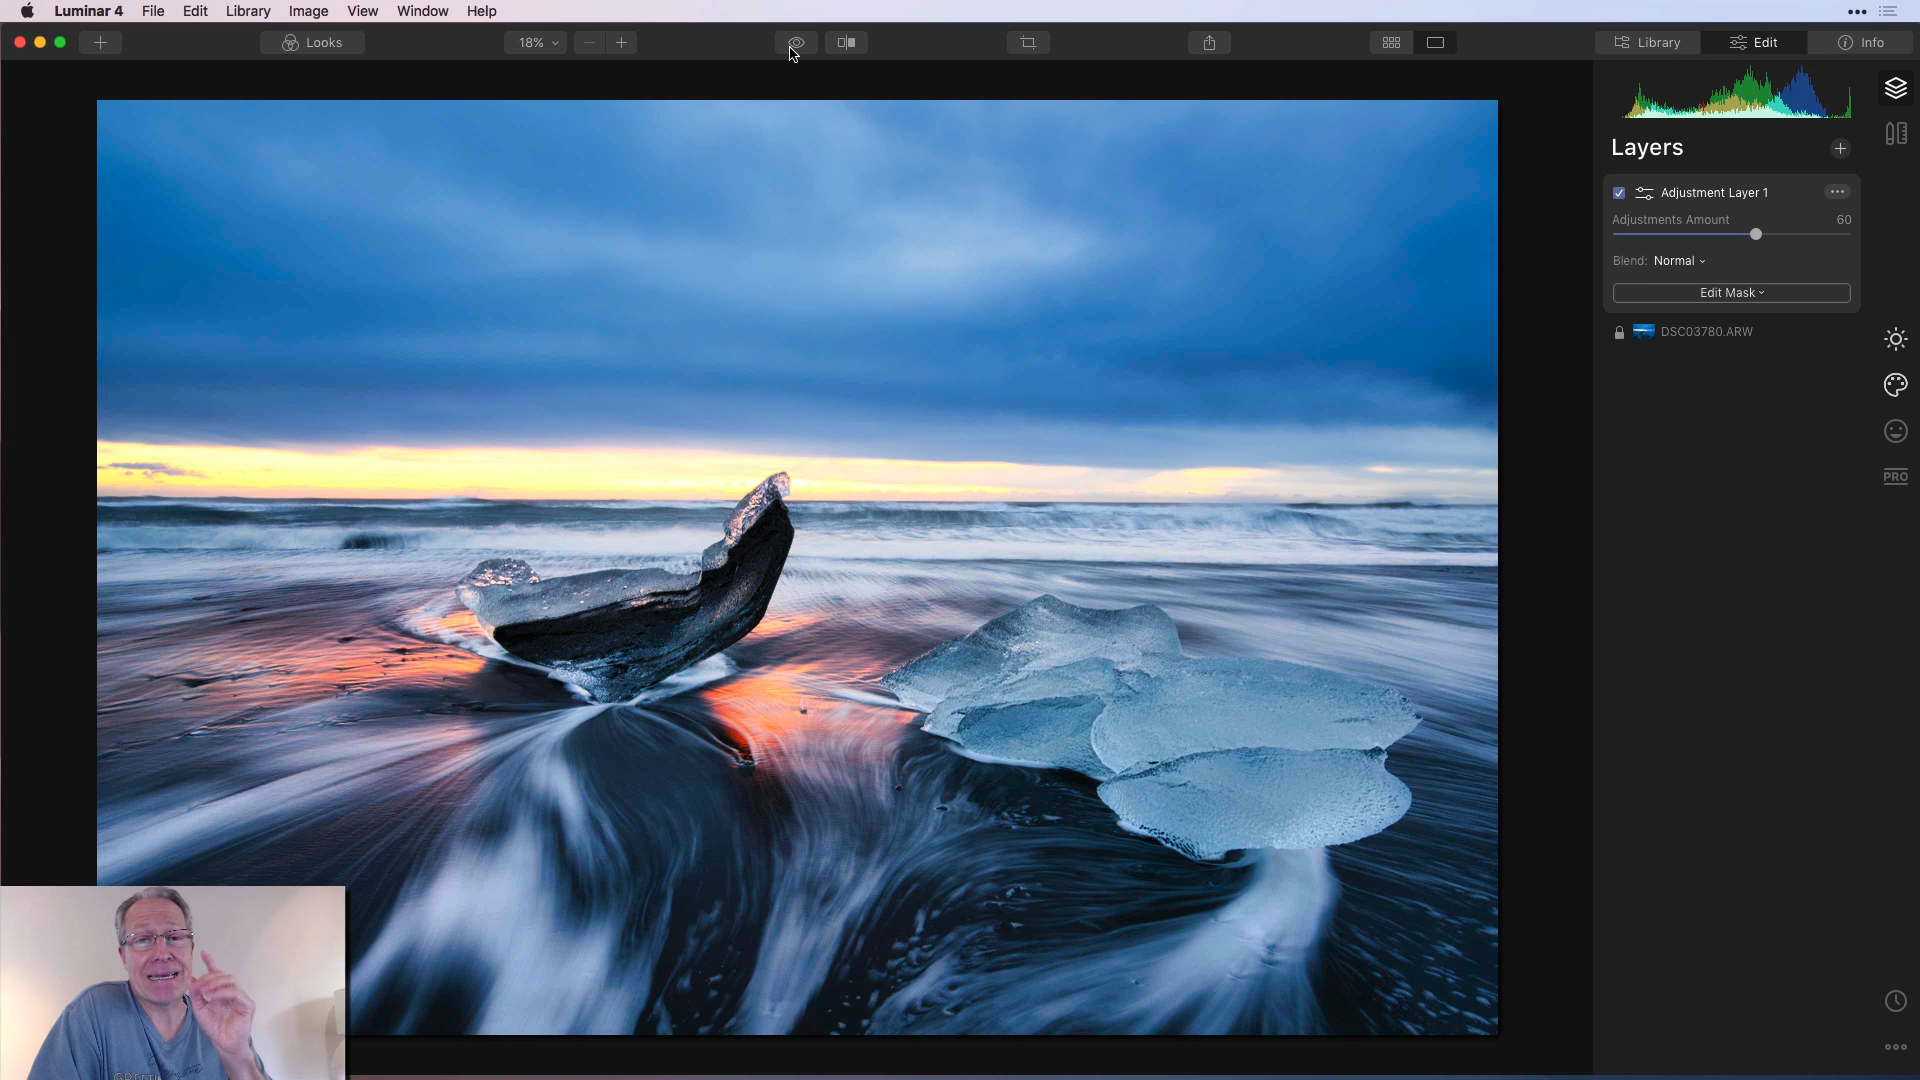 Luminar 4 File Edit Library Image View Window Help
Looks 18% Library Edit Info
Layers
Adjustment Layer 1
Adjustments Amount 60
Blend: Normal
Edit Mask
DSC03780.ARW
PRO